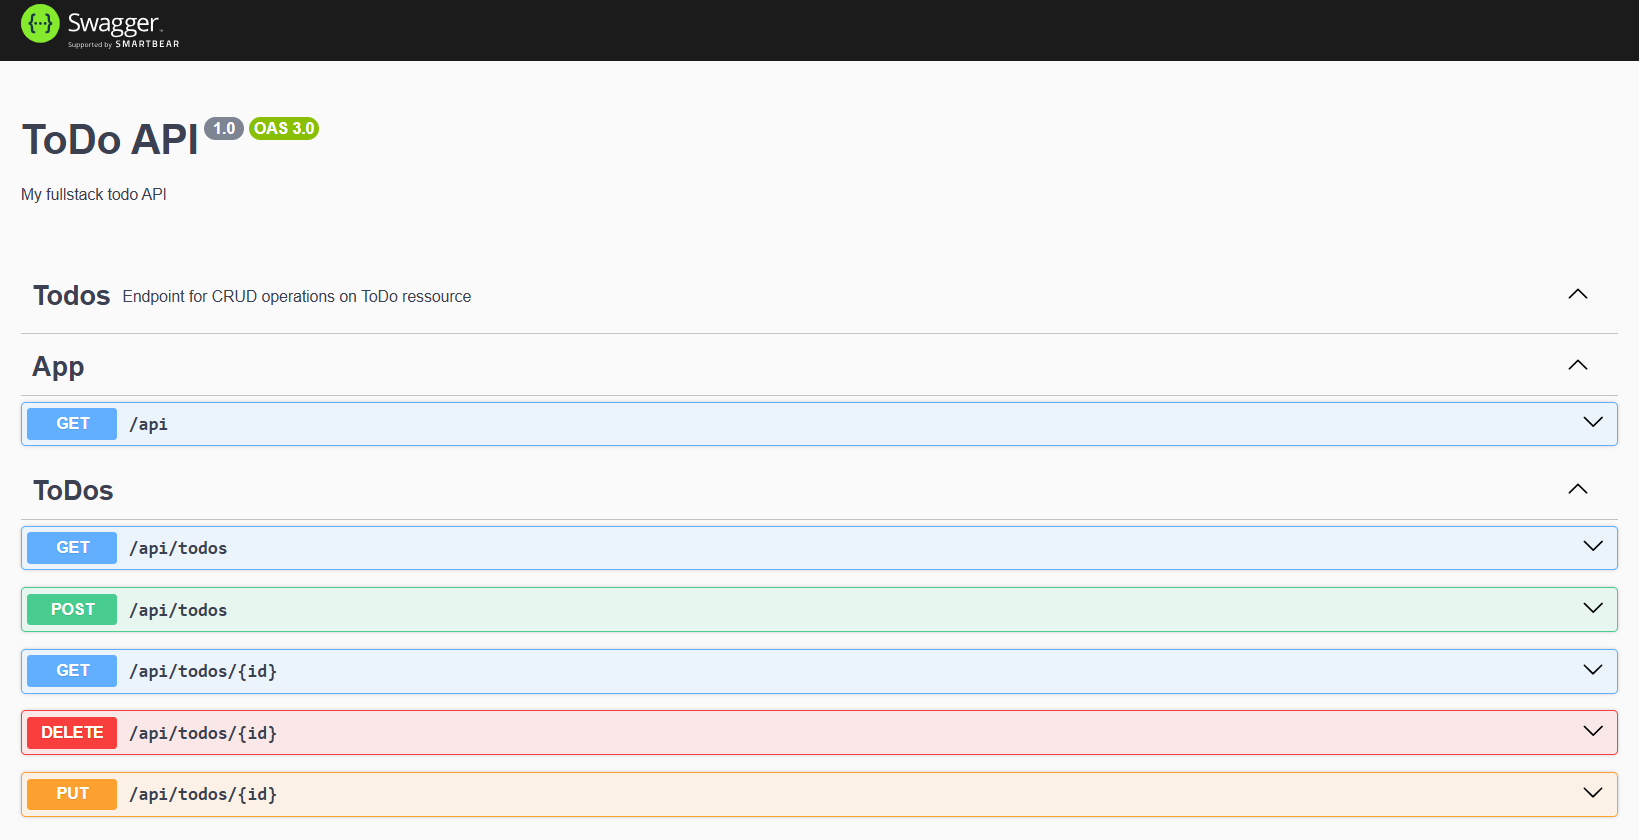 {···} Swagger
Supported by SMARTBEAR
ToDo API 1.0 OAS 3.0
My fullstack todo API
Todos Endpoint for CRUD operations on ToDo ressource
App
GET /api
ToDos
GET /api/todos
POST /api/todos
GET /api/todos/{id}
DELETE /api/todos/{id}
PUT /api/todos/{id}